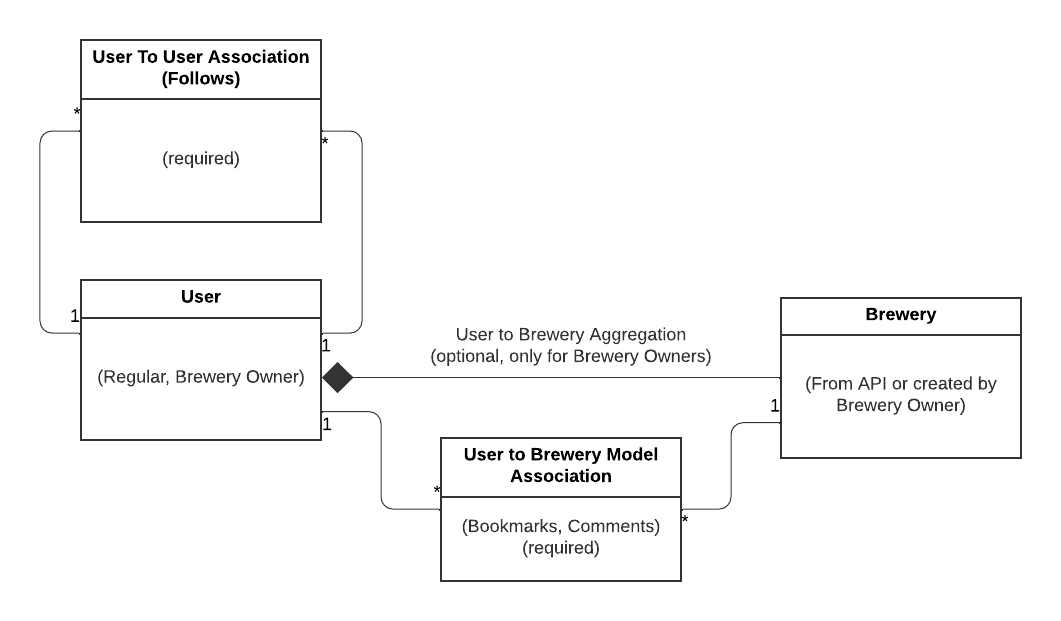 User To User Association
(Follows)
*
*
(required)
User
1
1
(Regular, Brewery Owner)
User to Brewery Aggregation
(optional, only for Brewery Owners)
Brewery
(From API or created by
Brewery Owner)
1
1
User to Brewery Model
Association
*
*
(Bookmarks, Comments)
(required)